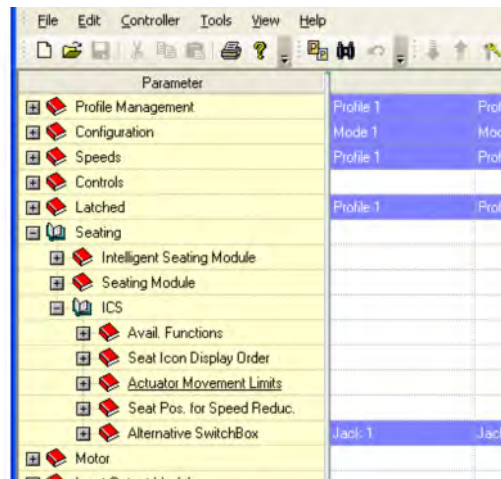 File Edit Controller Tools View Help
Parameter
Profile Management Profile 1
Configuration Mode 1
Speeds Profile 1
Controls
Latched Profile 1
Seating
Intelligent Seating Module
Seating Module
ICS
Avail. Functions
Seat Icon Display Order
Actuator Movement Limits
Seat Pos. for Speed Reduc.
Alternative SwitchBox Jack 1
Motor